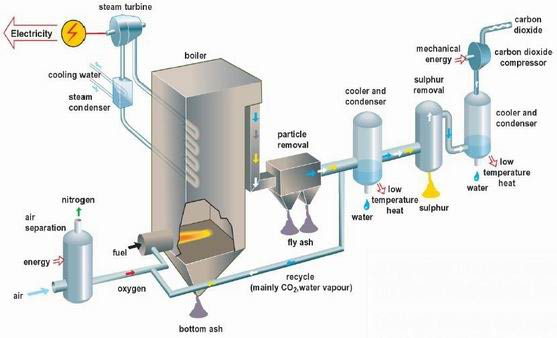 steam turbine
Electricity
cooling water
steam
condenser
boiler
carbon
dioxide
mechanical
energy
carbon dioxide
compressor
sulphur
removal
cooler and
condenser
cooler and
condenser
particle
removal
low
temperature
heat
water
low
temperature
heat
water
sulphur
fly ash
nitrogen
air
separation
energy
air
fuel
oxygen
recycle
(mainly CO₂,water vapour)
bottom ash